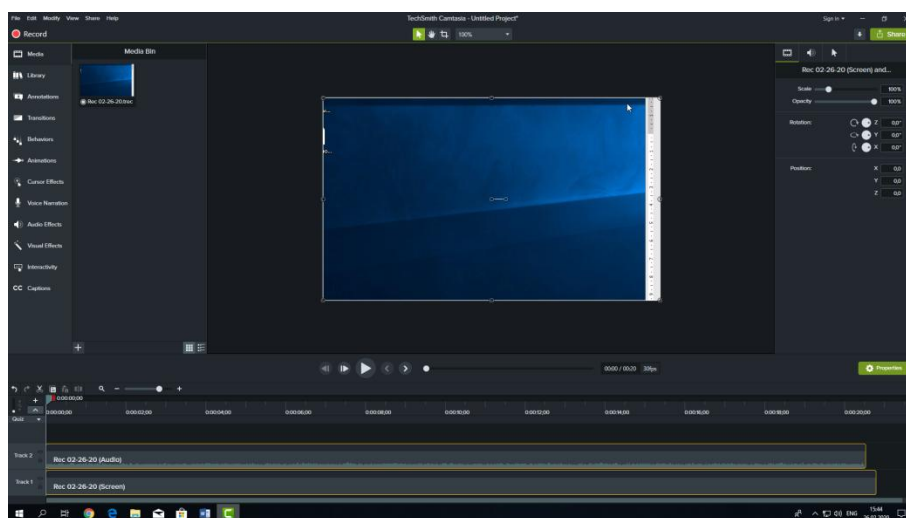 File Edit Modify View Share Help
TechSmith Camtasia - Untitled Project*
Sign in
Record
100%
Share
Media
Media Bin
Library
Annotations
Rec 02-26-20.trec
Transitions
Behaviors
Animations
Cursor Effects
Voice Narration
Audio Effects
Visual Effects
Interactivity
CC Captions
Rec 02-26-20 (Screen) and...
Scale 100%
Opacity 100%
Rotation: Z 0,0°
Y 0,0°
X 0,0°
Position: X 0,0
Y 0,0
Z 0,0
00:00 / 00:20 30fps
Properties
0:00:00;00
0:00:00;00 0:00:02;00 0:00:04;00 0:00:06;00 0:00:08;00 0:00:10;00 0:00:12;00 0:00:14;00 0:00:16;00 0:00:18;00 0:00:20;00
Quiz
Track 2 Rec 02-26-20 (Audio)
Track 1 Rec 02-26-20 (Screen)
ENG 15:44
26.02.2020